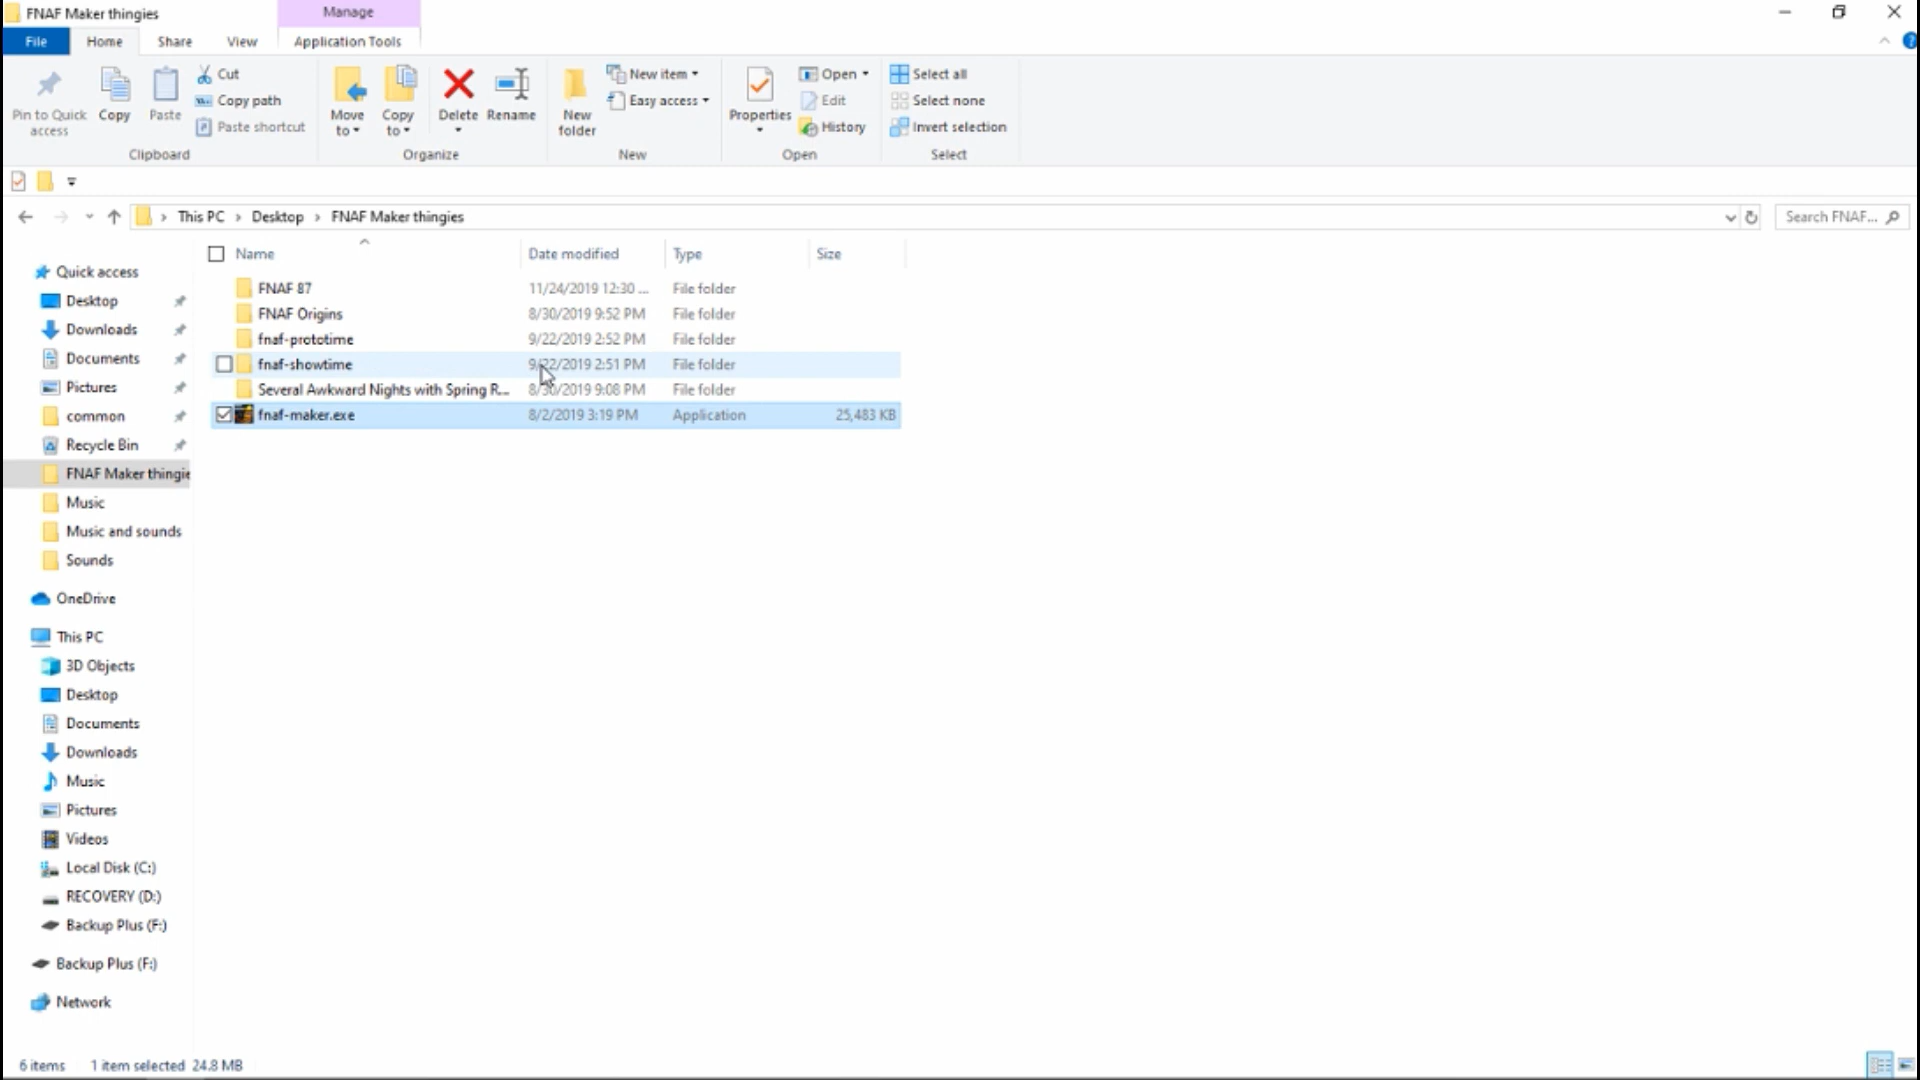 FNAF Maker thingies
Manage
File Home Share View Application Tools
Pin to Quick access
Copy
Paste
Cut
Copy path
Paste shortcut
Clipboard
Move to
Copy to
Delete
Rename
Organize
New folder
New item
Easy access
New
Properties
Open
Edit
History
Open
Select all
Select none
Invert selection
Select
This PC > Desktop > FNAF Maker thingies
Search FNAF...
Quick access
Desktop
Downloads
Documents
Pictures
common
Recycle Bin
FNAF Maker thingie
Music
Music and sounds
Sounds
OneDrive
This PC
3D Objects
Desktop
Documents
Downloads
Music
Pictures
Videos
Local Disk (C:)
RECOVERY (D:)
Backup Plus (F:)
Backup Plus (F:)
Network
Name Date modified Type Size
FNAF 87 11/24/2019 12:30 ... File folder
FNAF Origins 8/30/2019 9:52 PM File folder
fnaf-prototime 9/22/2019 2:52 PM File folder
fnaf-showtime 9/22/2019 2:51 PM File folder
Several Awkward Nights with Spring R... 8/30/2019 9:08 PM File folder
fnaf-maker.exe 8/2/2019 3:19 PM Application 25,483 KB
6 items 1 item selected 24.8 MB